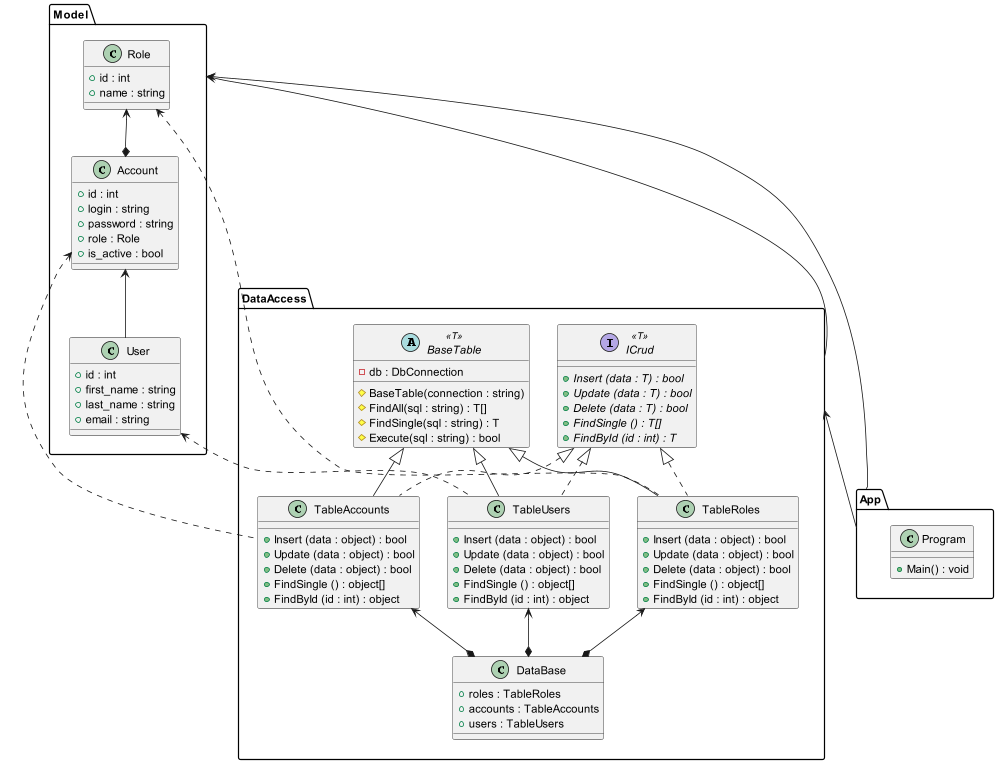 Model
C Role
id : int
name : string
C Account
id : int
login : string
password : string
role : Role
is_active : bool
C User
id : int
first_name : string
last_name : string
email : string
DataAccess
A «T»
BaseTable
db : DbConnection
BaseTable(connection : string)
FindAll(sql : string) : T[]
FindSingle(sql : string) : T
Execute(sql : string) : bool
I «T»
ICrud
Insert (data : T) : bool
Update (data : T) : bool
Delete (data : T) : bool
FindSingle () : T[]
FindById (id : int) : T
C TableAccounts
Insert (data : object) : bool
Update (data : object) : bool
Delete (data : object) : bool
FindSingle () : object[]
FindById (id : int) : object
C TableUsers
Insert (data : object) : bool
Update (data : object) : bool
Delete (data : object) : bool
FindSingle () : object[]
FindById (id : int) : object
C TableRoles
Insert (data : object) : bool
Update (data : object) : bool
Delete (data : object) : bool
FindSingle () : object[]
FindById (id : int) : object
C DataBase
roles : TableRoles
accounts : TableAccounts
users : TableUsers
App
C Program
Main() : void